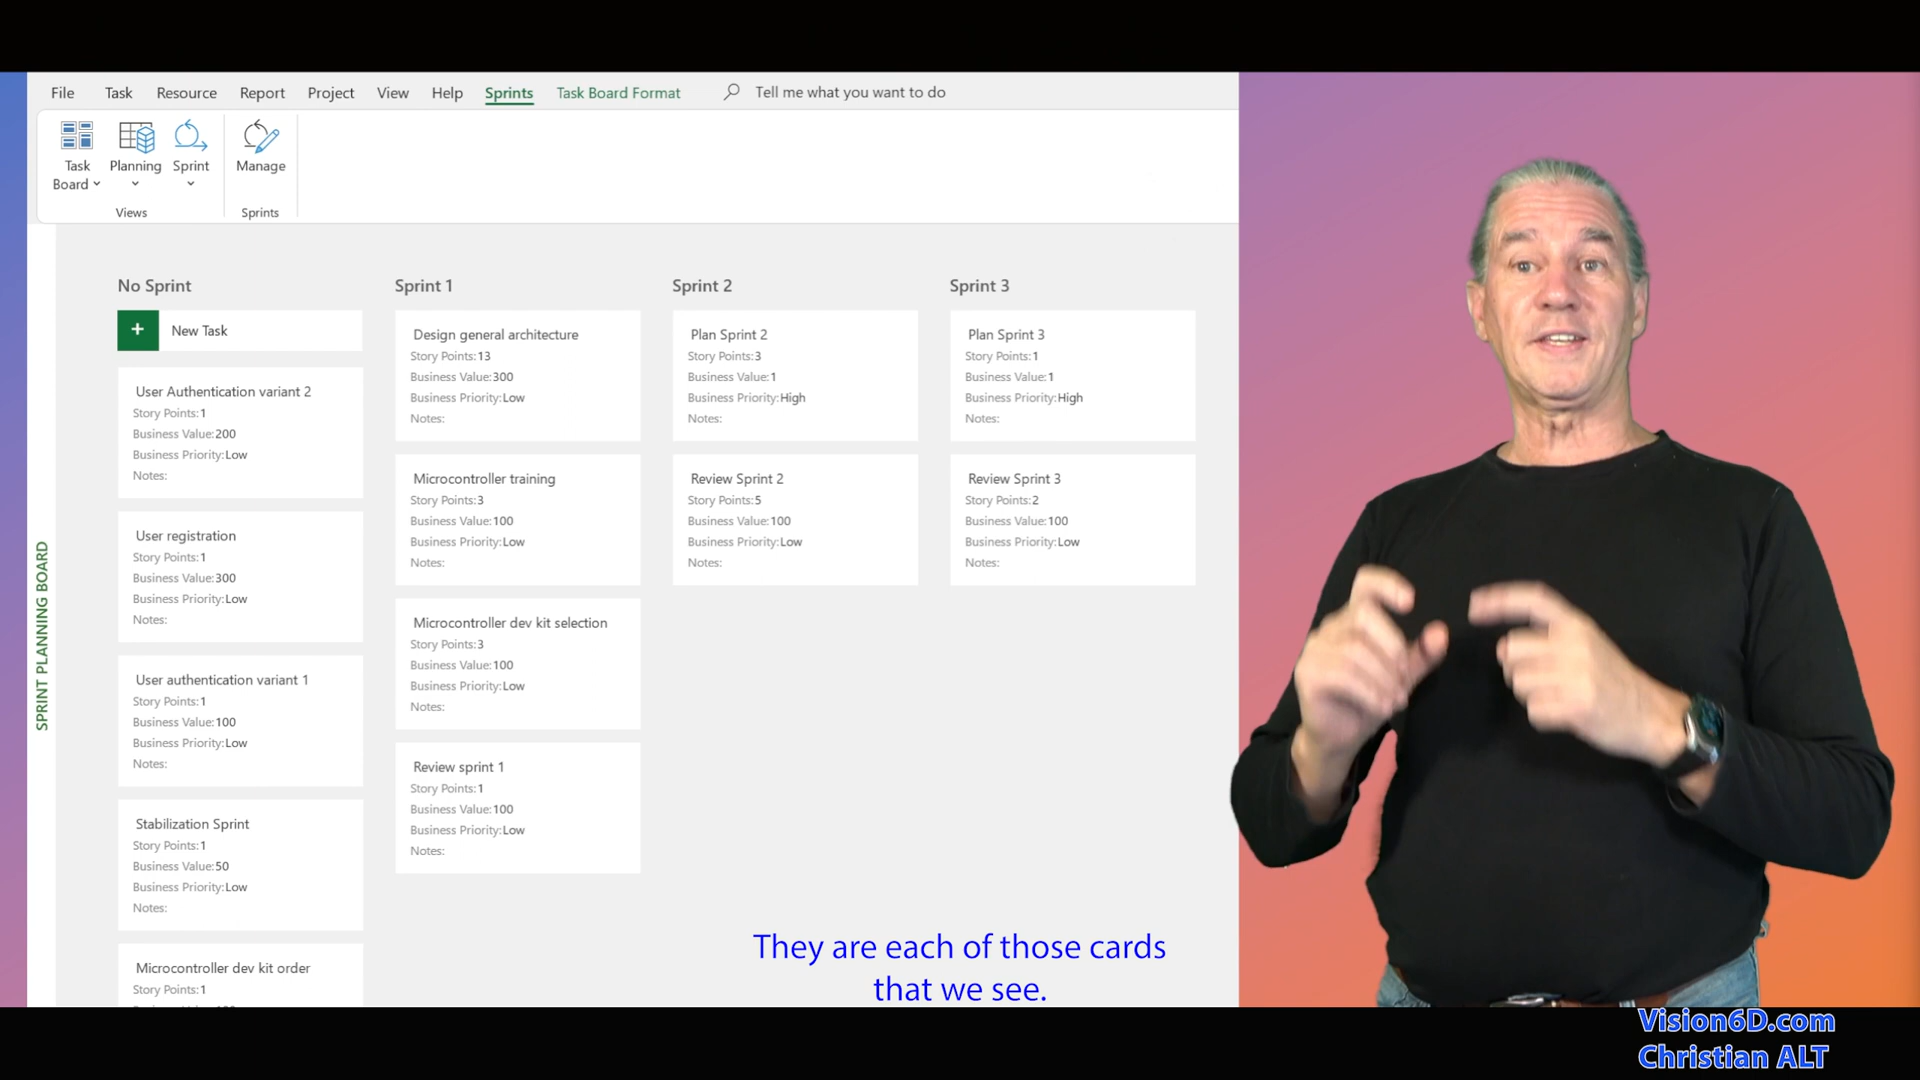 File Task Resource Report Project View Help Sprints Task Board Format Tell me what you want to do
Task Board
Planning
Sprint
Manage
Views
Sprints
SPRINT PLANNING BOARD
No Sprint
+ New Task
User Authentication variant 2
Story Points:1
Business Value:200
Business Priority:Low
Notes:
User registration
Story Points:1
Business Value:300
Business Priority:Low
Notes:
User authentication variant 1
Story Points:1
Business Value:100
Business Priority:Low
Notes:
Stabilization Sprint
Story Points:1
Business Value:50
Business Priority:Low
Notes:
Microcontroller dev kit order
Story Points:1
Sprint 1
Design general architecture
Story Points:13
Business Value:300
Business Priority:Low
Notes:
Microcontroller training
Story Points:3
Business Value:100
Business Priority:Low
Notes:
Microcontroller dev kit selection
Story Points:3
Business Value:100
Business Priority:Low
Notes:
Review sprint 1
Story Points:1
Business Value:100
Business Priority:Low
Notes:
Sprint 2
Plan Sprint 2
Story Points:3
Business Value:1
Business Priority:High
Notes:
Review Sprint 2
Story Points:5
Business Value:100
Business Priority:Low
Notes:
Sprint 3
Plan Sprint 3
Story Points:1
Business Value:1
Business Priority:High
Notes:
Review Sprint 3
Story Points:2
Business Value:100
Business Priority:Low
Notes:
They are each of those cards
that we see.
Vision6D.com
Christian ALT